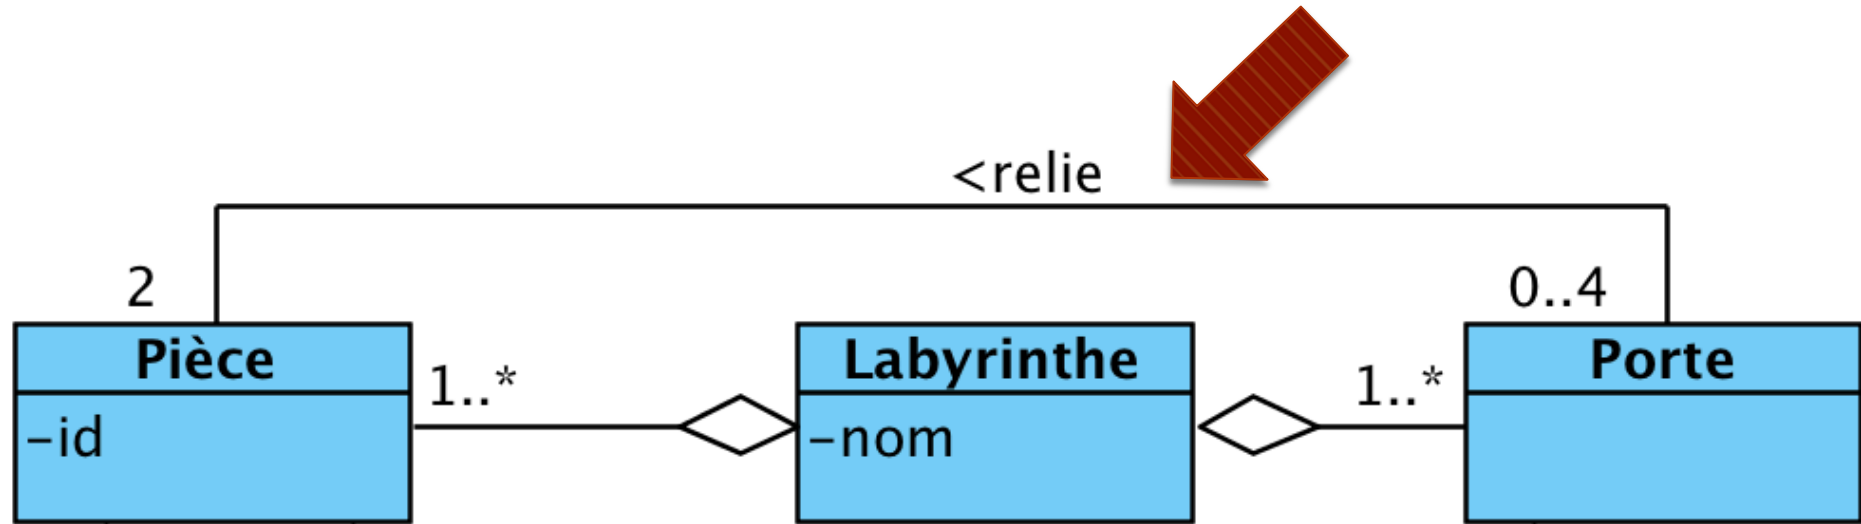 <relie
2
0..4
Pièce
1..*
Labyrinthe
1..*
Porte
-id
-nom